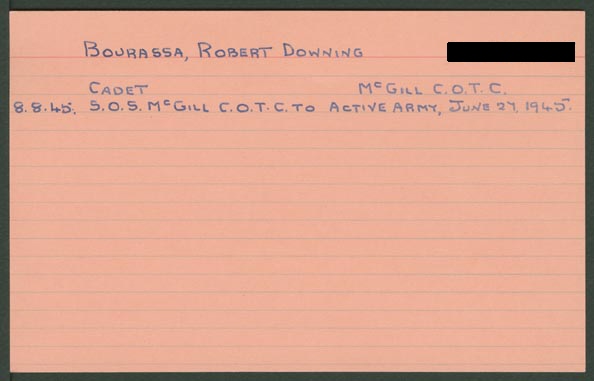 BOURASSA, ROBERT DOWNING
CADET McGILL C.O.T.C.
8.8.45. S.O.S. McGILL C.O.T.C. TO ACTIVE ARMY, JUNE 27, 1945.